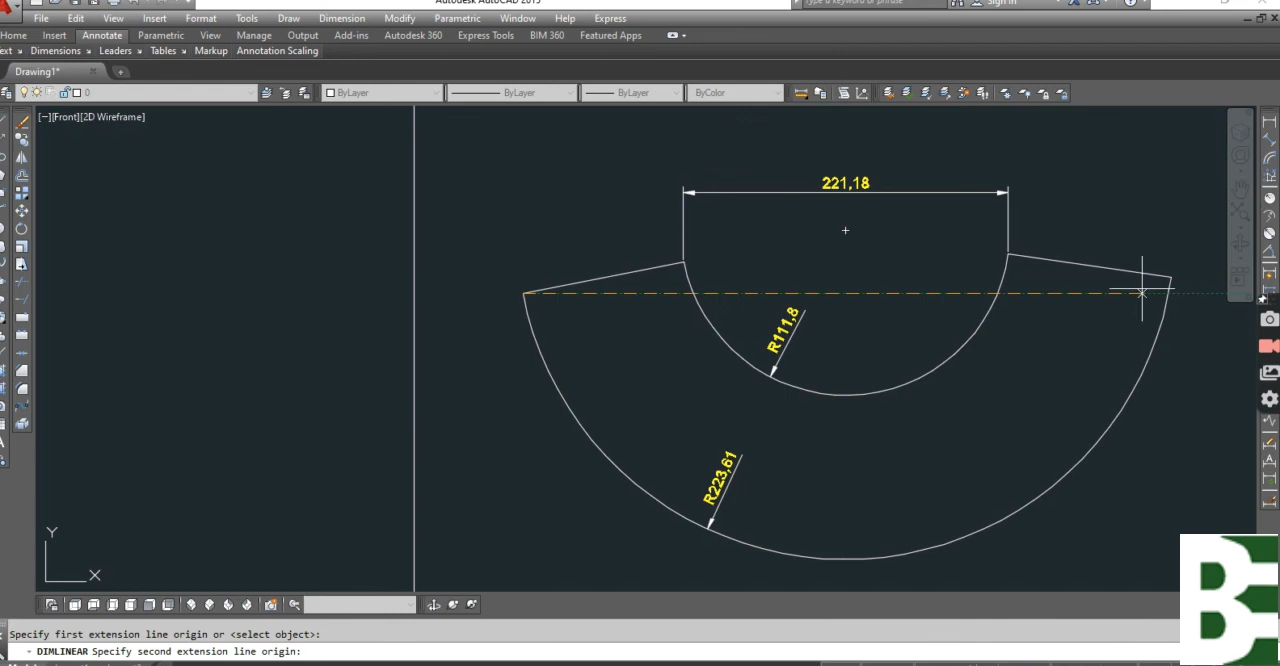 Autodesk AutoCAD 2015
Type a keyword or phrase
Sign In
File Edit View Insert Format Tools Draw Dimension Modify Parametric Window Help Express
Home Insert Annotate Parametric View Manage Output Add-ins Autodesk 360 Express Tools BIM 360 Featured Apps
ext Dimensions Leaders Tables Markup Annotation Scaling
Drawing1*
0 ByLayer ByLayer ByLayer ByColor
[−][Front][2D Wireframe]
221,18
R111,8
R223,61
Y
X
BE
Specify first extension line origin or <select object>:
DIMLINEAR Specify second extension line origin: